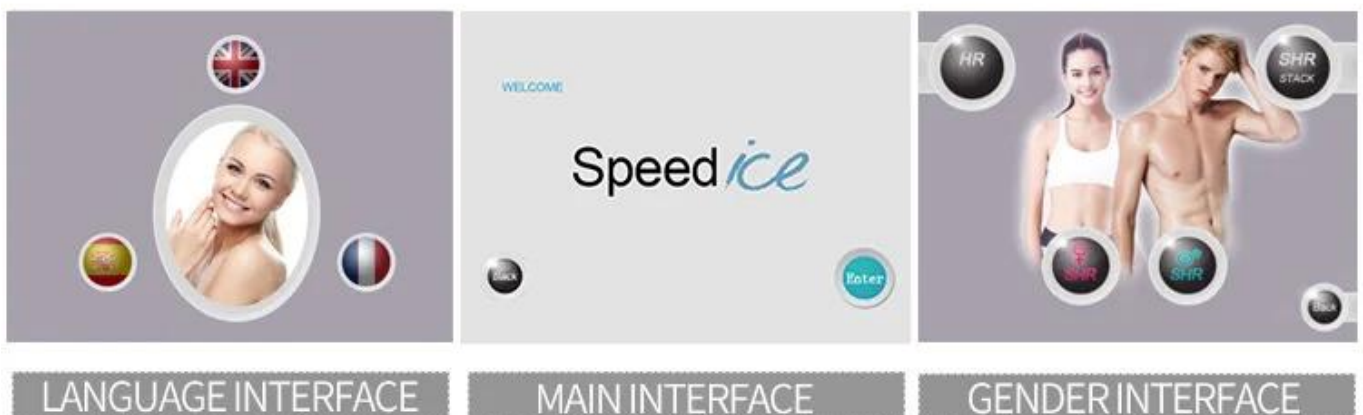 WELCOME
Speed ice
Back
Enter
HR
SHR
STACK
SHR
SHR
Back
LANGUAGE INTERFACE
MAIN INTERFACE
GENDER INTERFACE